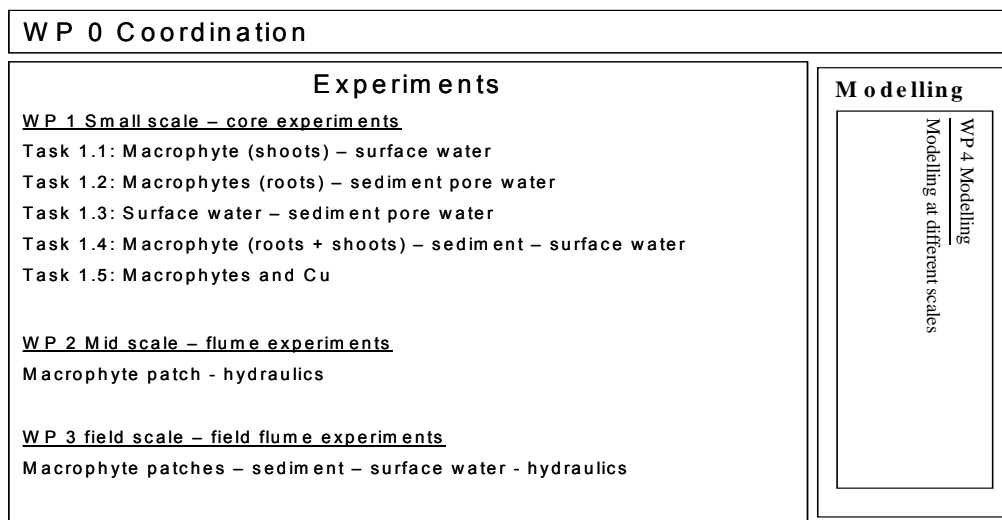 WP 0 Coordination
Experiments
WP 1 Small scale – core experiments
Task 1.1: Macrophyte (shoots) – surface water
Task 1.2: Macrophytes (roots) – sediment pore water
Task 1.3: Surface water – sediment pore water
Task 1.4: Macrophyte (roots + shoots) – sediment – surface water
Task 1.5: Macrophytes and Cu
WP 2 Mid scale – flume experiments
Macrophyte patch - hydraulics
WP 3 field scale – field flume experiments
Macrophyte patches – sediment – surface water - hydraulics
Modelling
WP 4 Modelling
Modelling at different scales